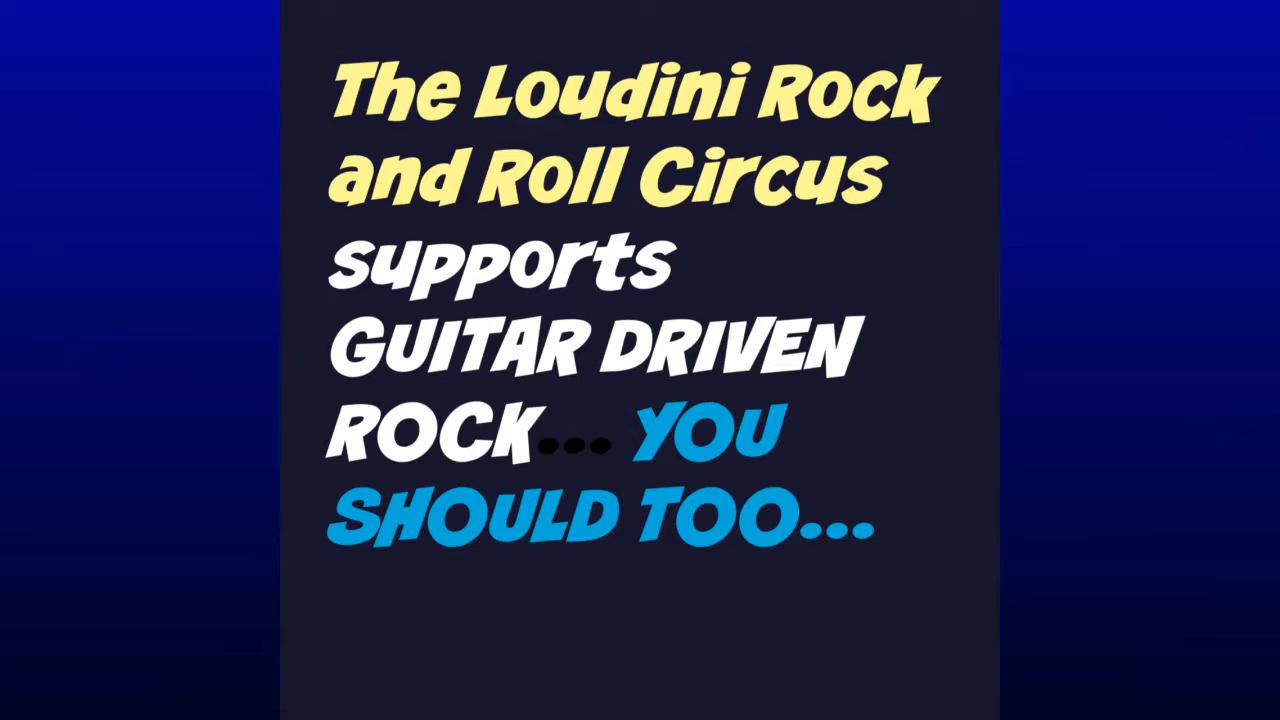 The Loudini Rock
and Roll Circus
supports
GUITAR DRIVEN
ROCK... YOU
SHOULD TOO...